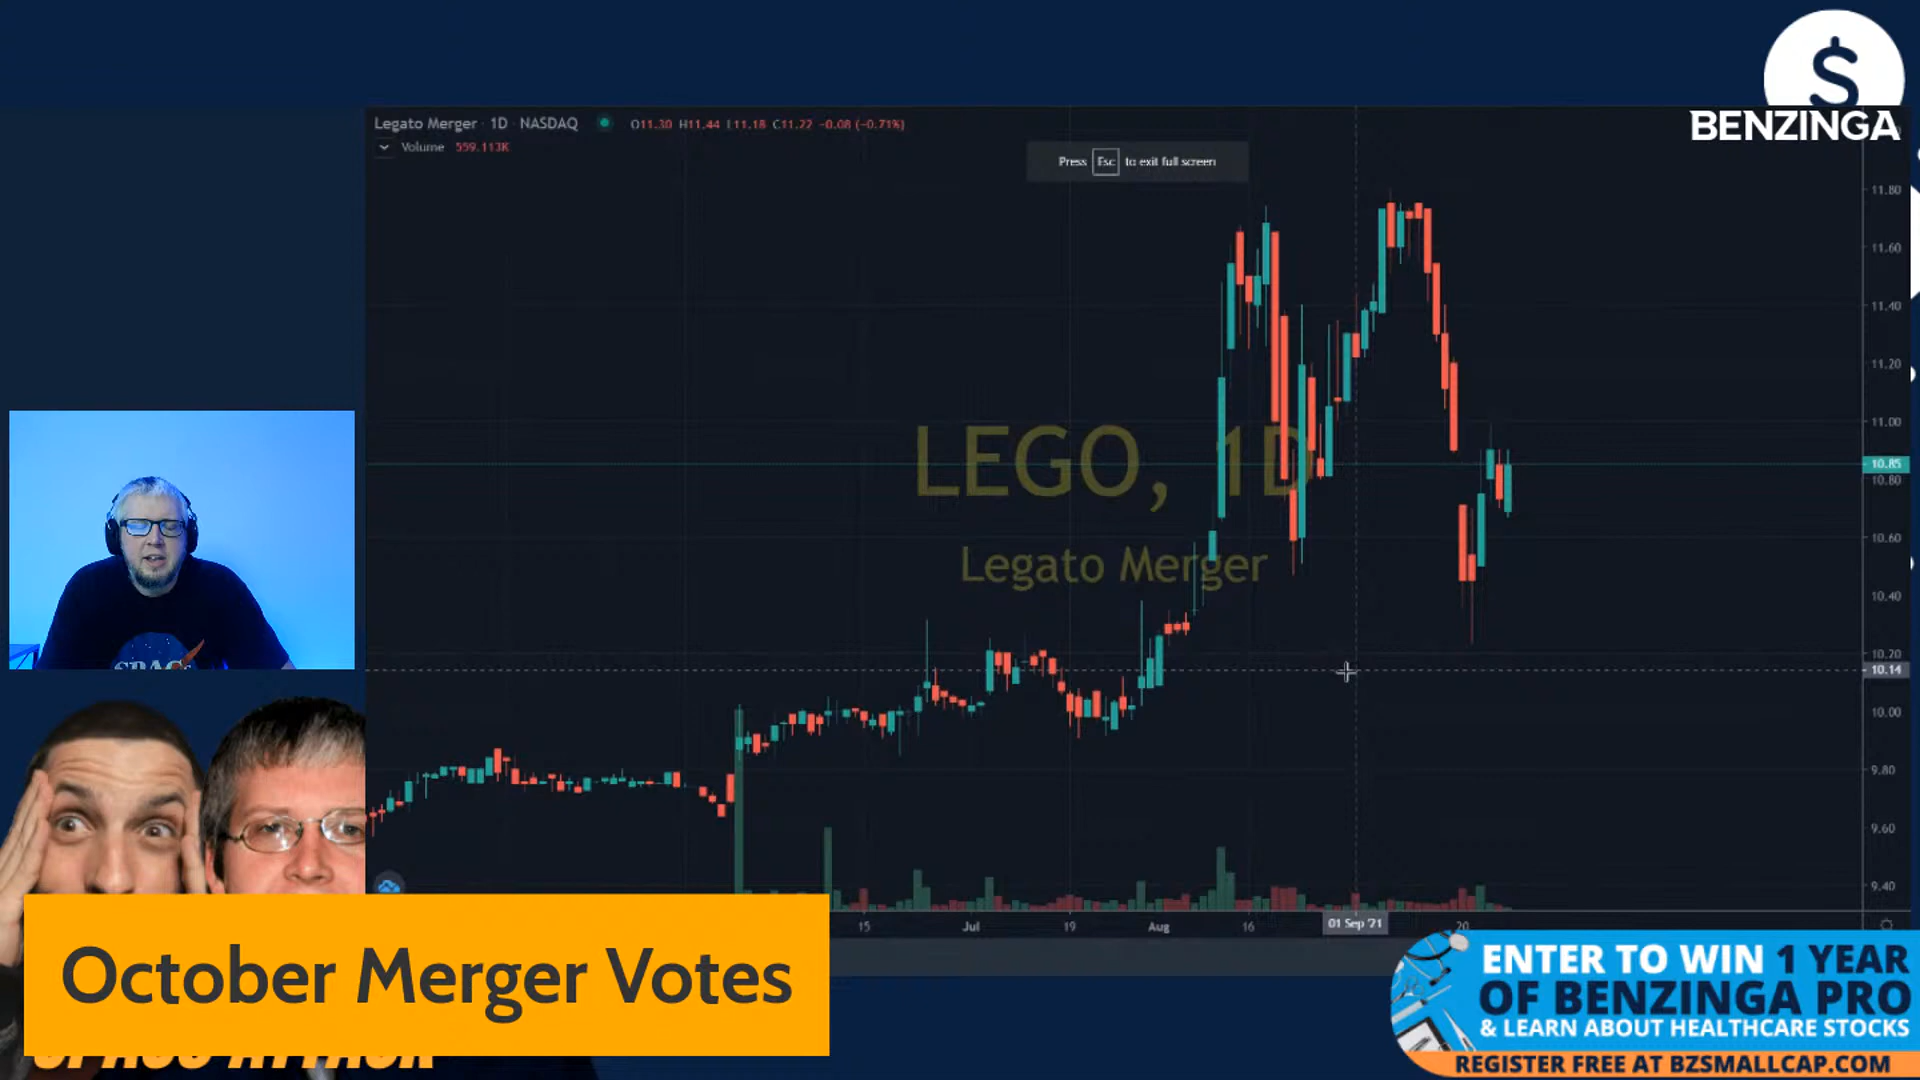 BENZINGA
Legato Merger · 1D · NASDAQ O11.30 H11.44 L11.18 C11.22 -0.08 (-0.71%)
Volume 559.113K
Press Esc to exit full screen
11.80
11.60
11.40
11.20
11.00
10.85
10.80
10.60
10.40
10.20
10.14
10.00
9.80
9.60
9.40
LEGO, 1D
Legato Merger
15 Jul 19 Aug 16 01 Sep '21 20
SPAC
October Merger Votes
SPACS ATTACK
ENTER TO WIN 1 YEAR
OF BENZINGA PRO
& LEARN ABOUT HEALTHCARE STOCKS
REGISTER FREE AT BZSMALLCAP.COM